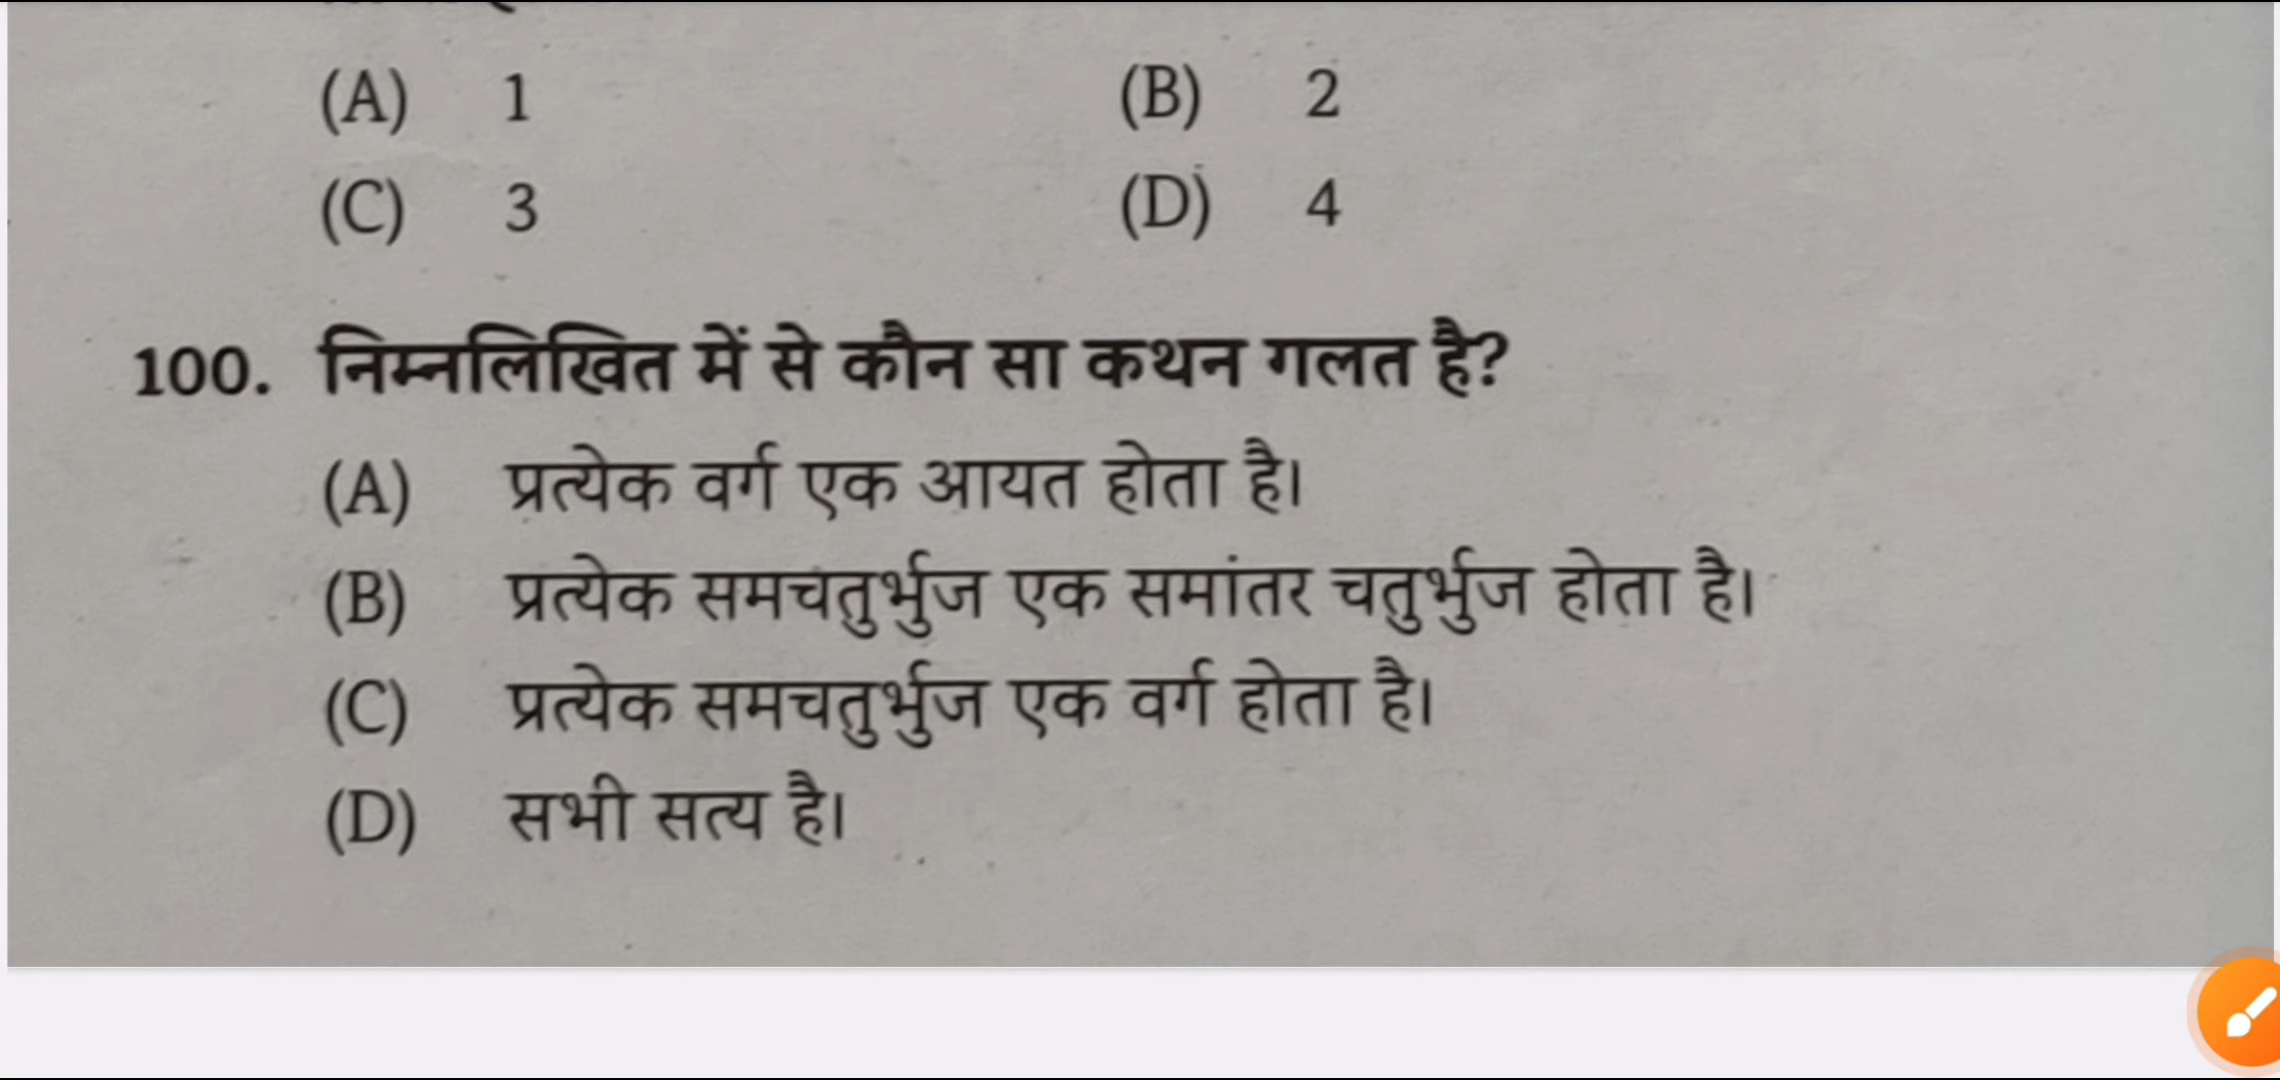 (A) 1 (B) 2
(C) 3 (D) 4
100. निम्नलिखित में से कौन सा कथन गलत है?
(A) प्रत्येक वर्ग एक आयत होता है।
(B) प्रत्येक समचतुर्भुज एक समांतर चतुर्भुज होता है।
(C) प्रत्येक समचतुर्भुज एक वर्ग होता है।
(D) सभी सत्य है।